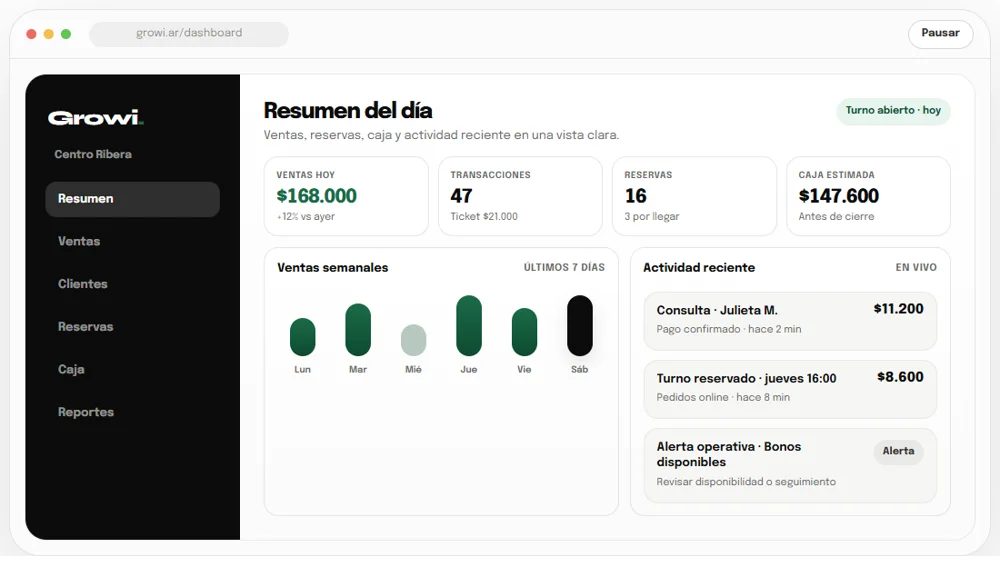 growi.ar/dashboard
Pausar
Growi.
Centro Ribera
Resumen
Ventas
Clientes
Reservas
Caja
Reportes
Resumen del día
Ventas, reservas, caja y actividad reciente en una vista clara.
Turno abierto · hoy
VENTAS HOY
$168.000
+12% vs ayer
TRANSACCIONES
47
Ticket $21.000
RESERVAS
16
3 por llegar
CAJA ESTIMADA
$147.600
Antes de cierre
Ventas semanales
ÚLTIMOS 7 DÍAS
Lun
Mar
Mié
Jue
Vie
Sáb
Actividad reciente
EN VIVO
Consulta · Julieta M.
$11.200
Pago confirmado · hace 2 min
Turno reservado · jueves 16:00
$8.600
Pedidos online · hace 8 min
Alerta operativa · Bonos
disponibles
Alerta
Revisar disponibilidad o seguimiento